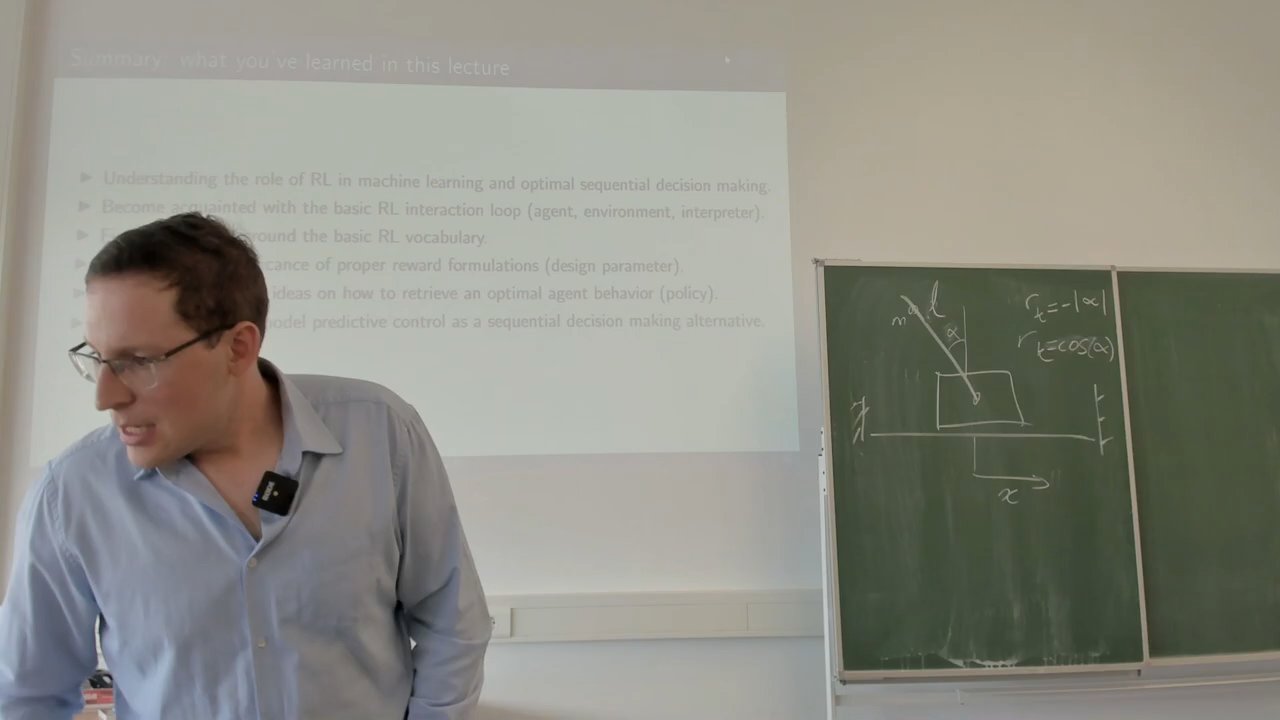 Summary: what you've learned in this lecture
► Understanding the role of RL in machine learning and optimal sequential decision making.
► Become acquainted with the basic RL interaction loop (agent, environment, interpreter).
► round the basic RL vocabulary.
cance of proper reward formulations (design parameter).
ideas on how to retrieve an optimal agent behavior (policy).
odel predictive control as a sequential decision making alternative.
m l
α
r_t = -|α|
r_t = cos(α)
x